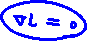 ∇L = 0